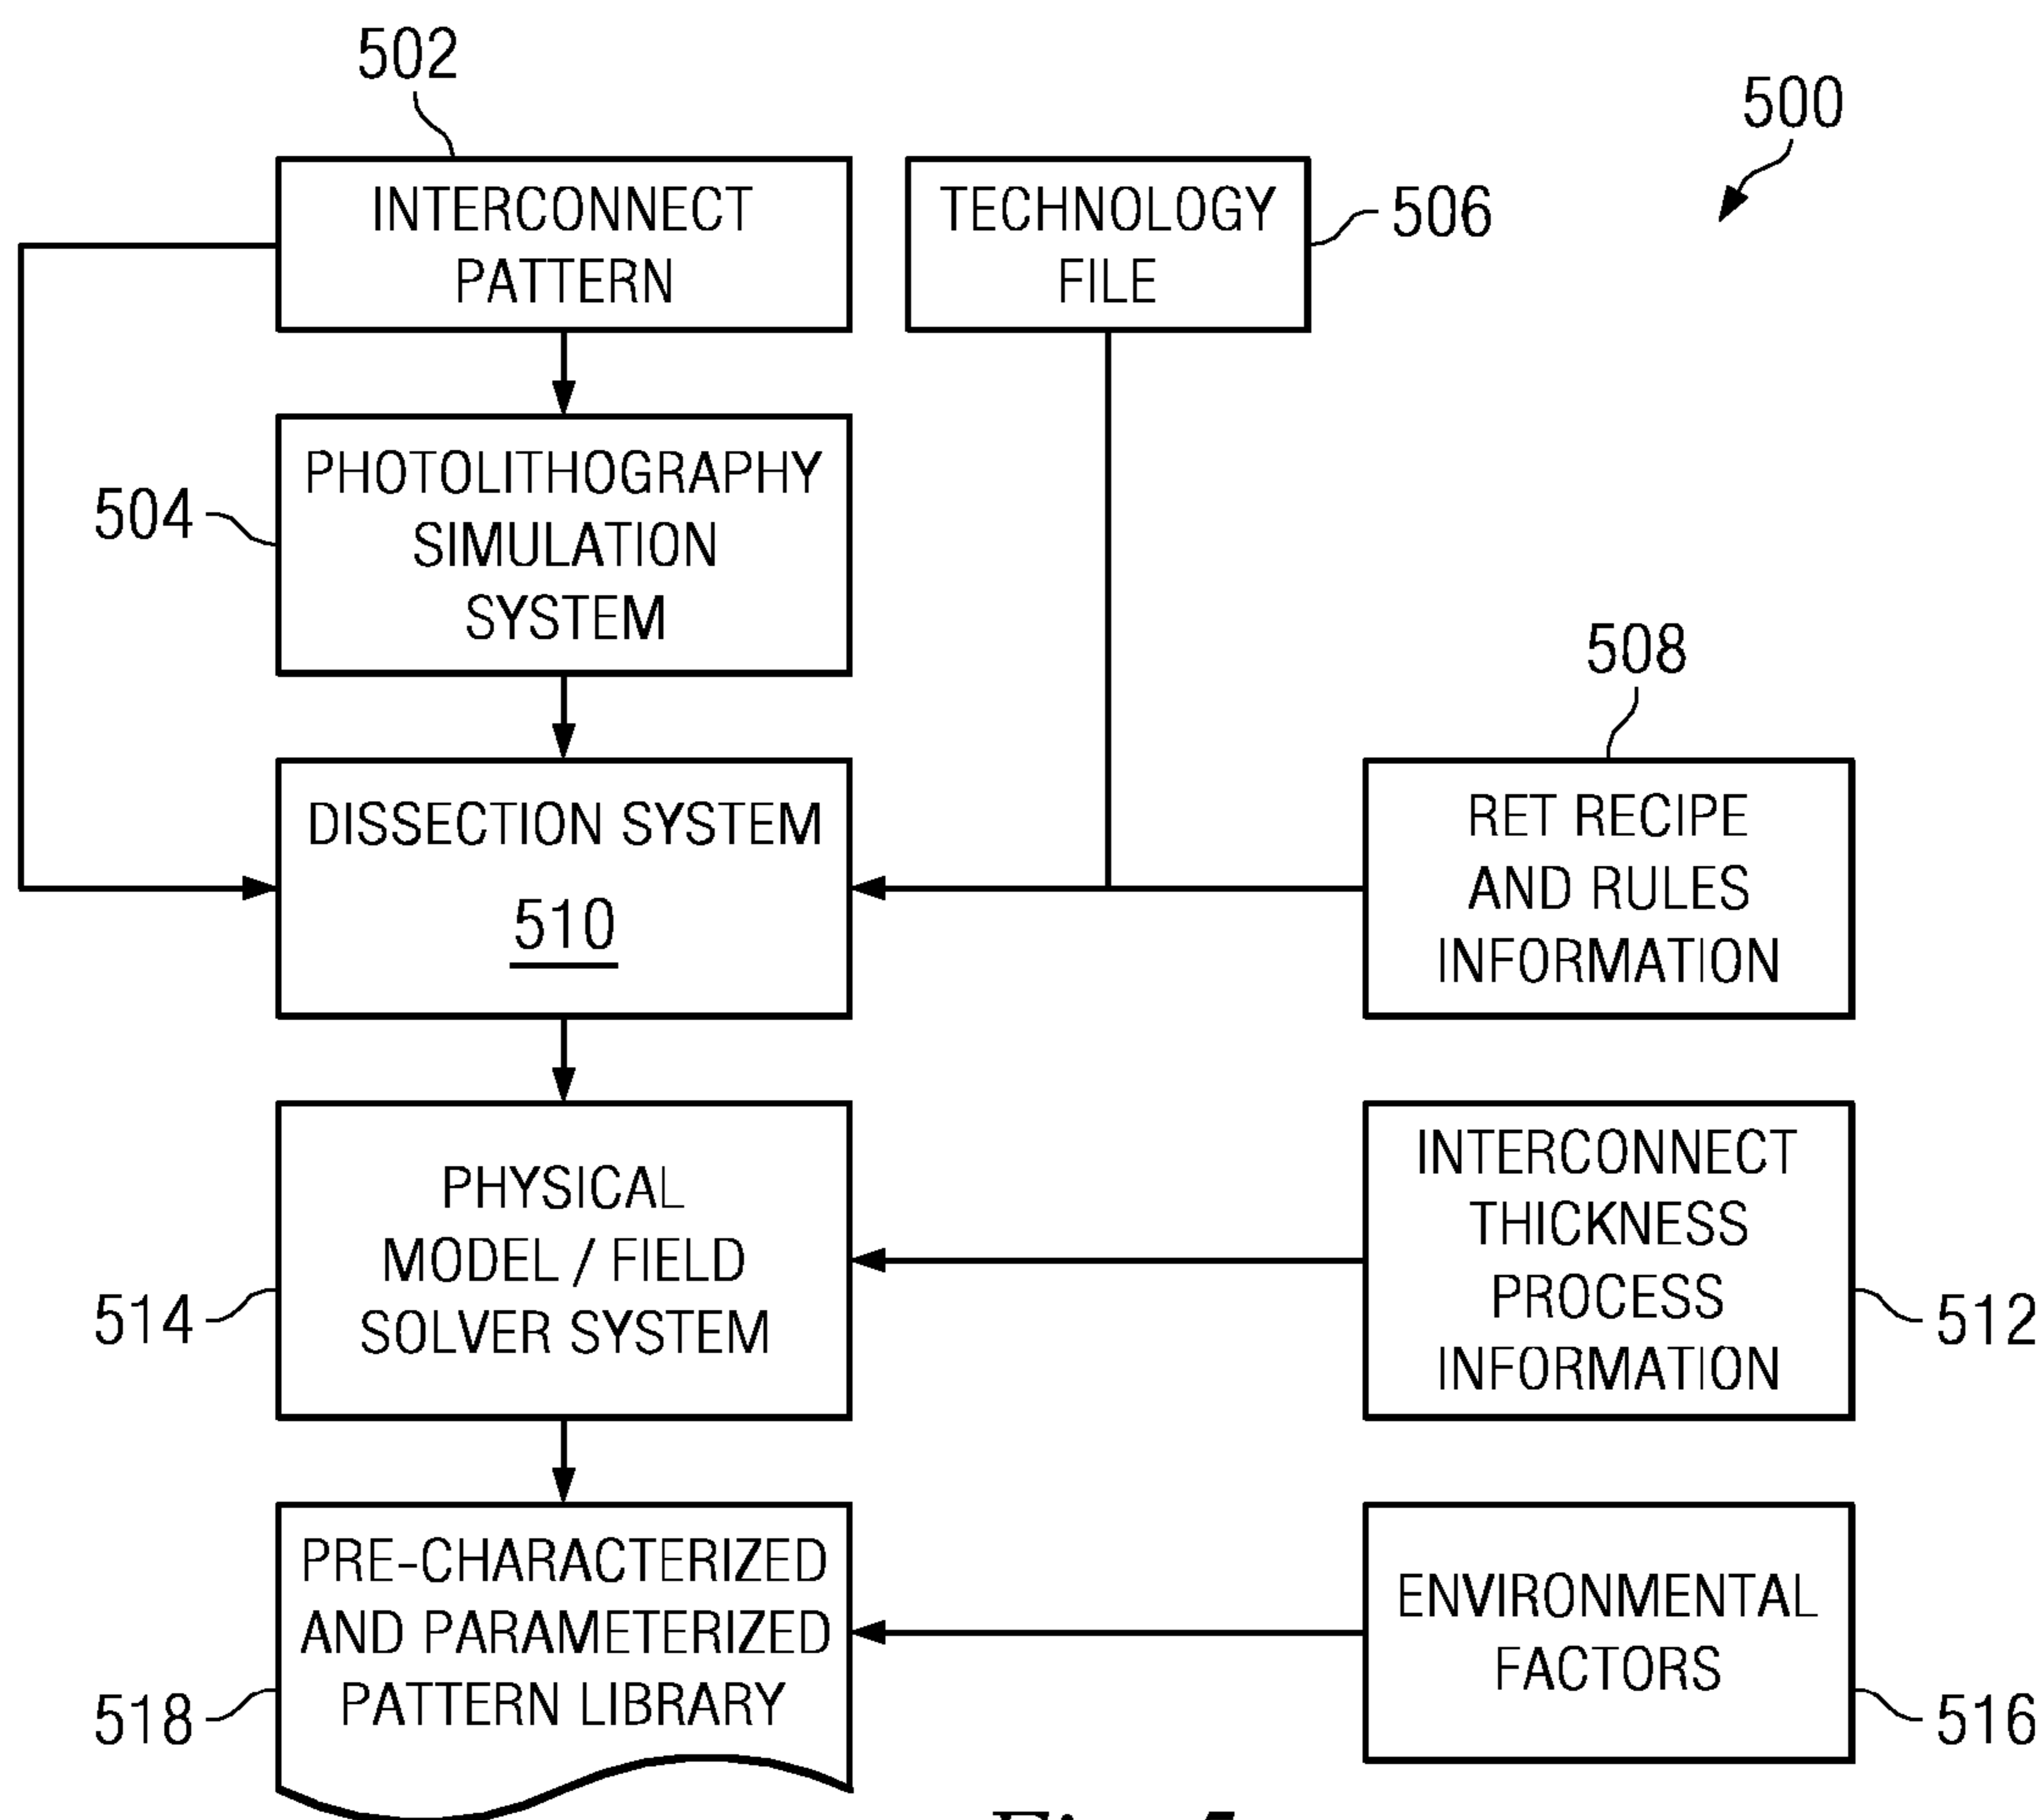 502
500
INTERCONNECT
PATTERN
TECHNOLOGY
FILE
506
PHOTOLITHOGRAPHY
SIMULATION
SYSTEM
504
508
DISSECTION SYSTEM
510
RET RECIPE
AND RULES
INFORMATION
PHYSICAL
MODEL / FIELD
SOLVER SYSTEM
514
INTERCONNECT
THICKNESS
PROCESS
INFORMATION
512
PRE-CHARACTERIZED
AND PARAMETERIZED
PATTERN LIBRARY
518
ENVIRONMENTAL
FACTORS
516